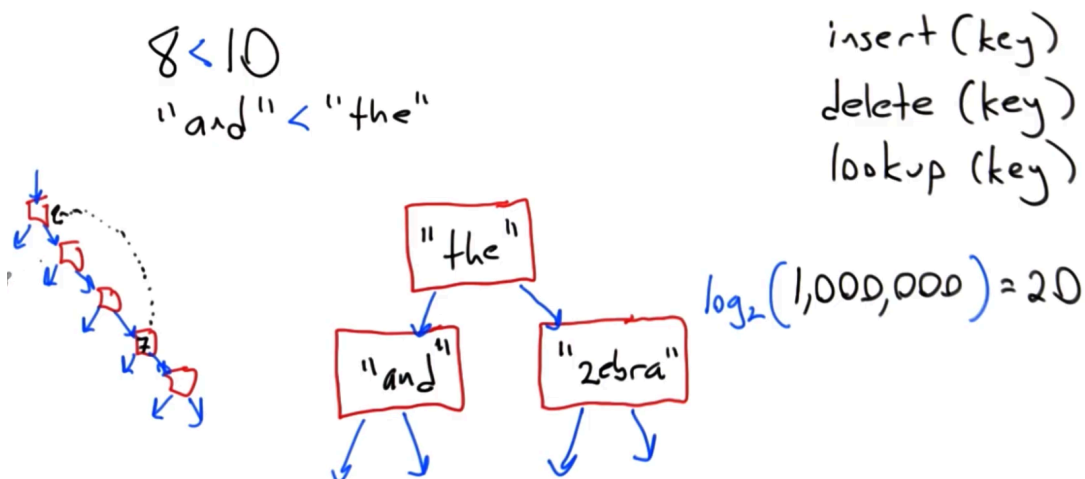 8 < 10
"and" < "the"
insert (key)
delete (key)
lookup (key)
"the"
log₂(1,000,000) = 20
7
"and"
"zebra"